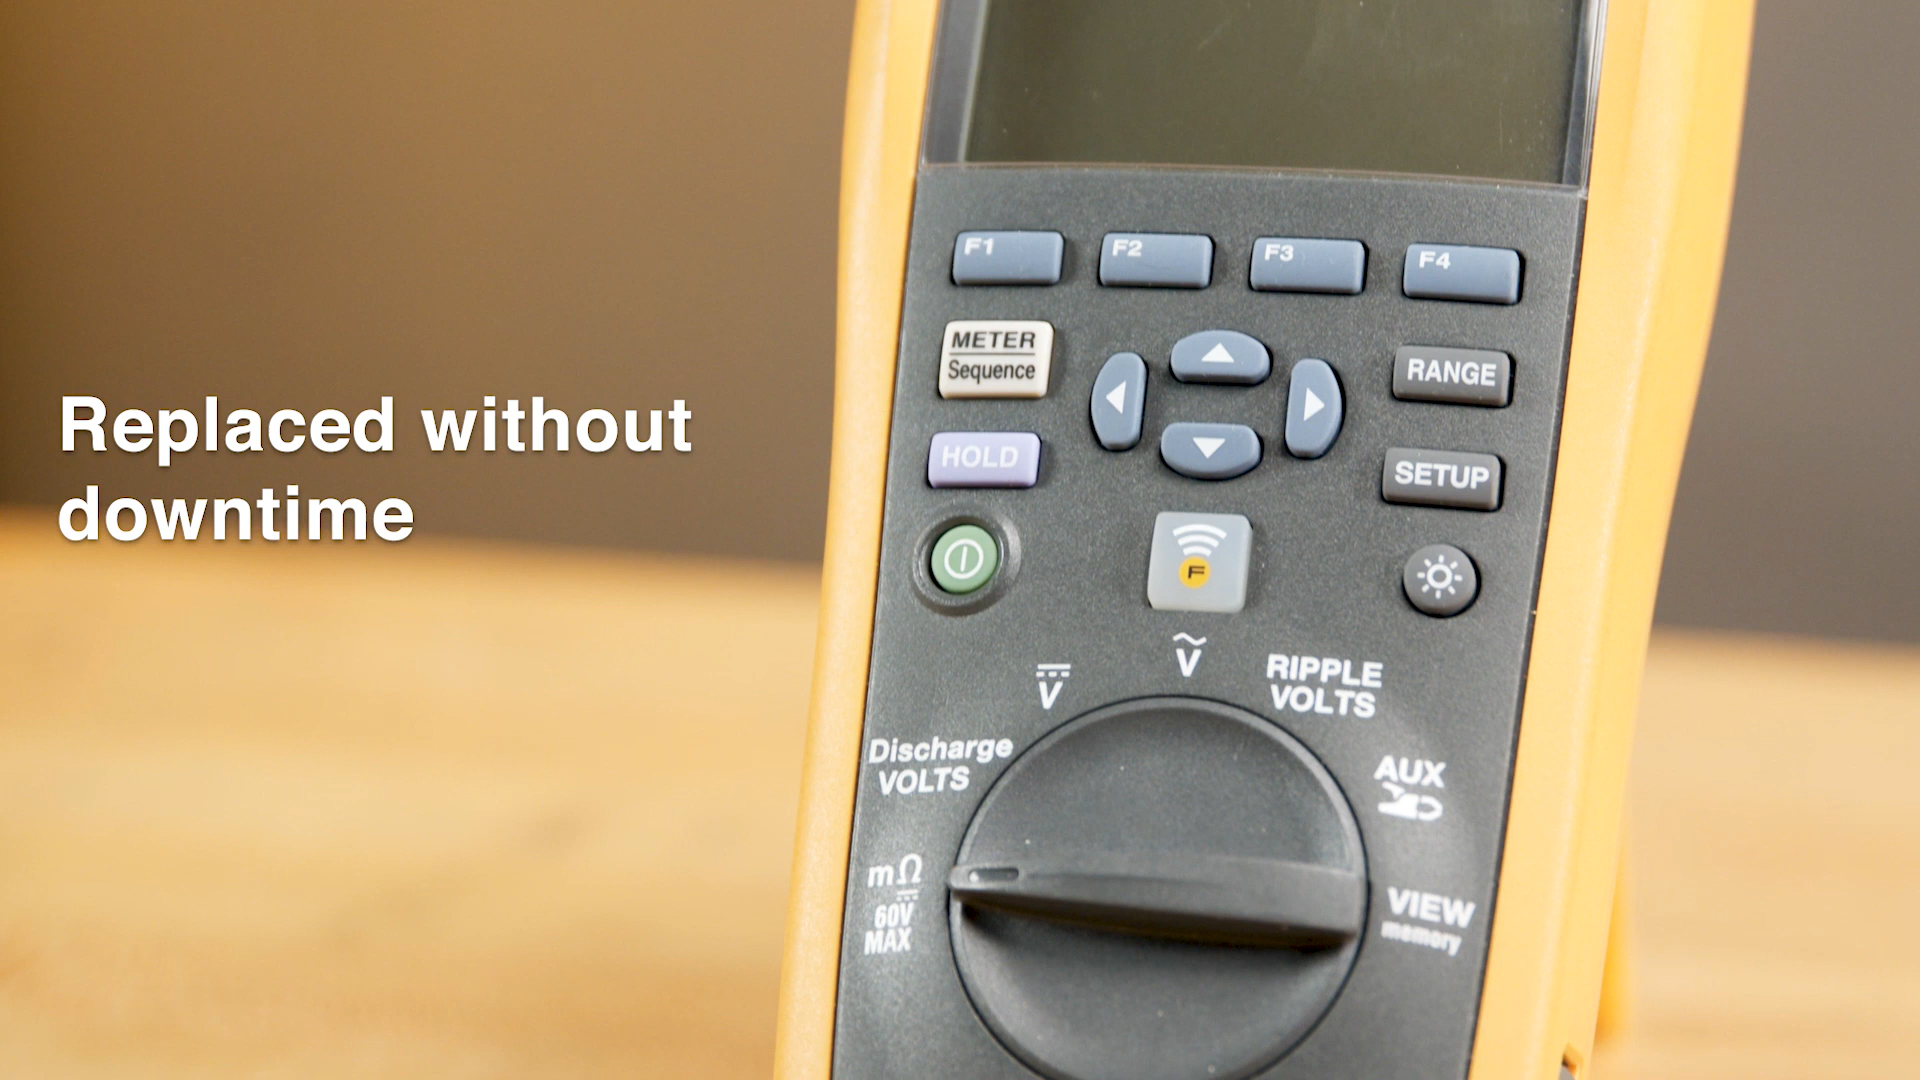 Replaced without
downtime
F1
F2
F3
F4
METER
Sequence
RANGE
HOLD
SETUP
F
Ṽ
V
RIPPLE
VOLTS
Discharge
VOLTS
AUX
mΩ
60V
MAX
VIEW
memory